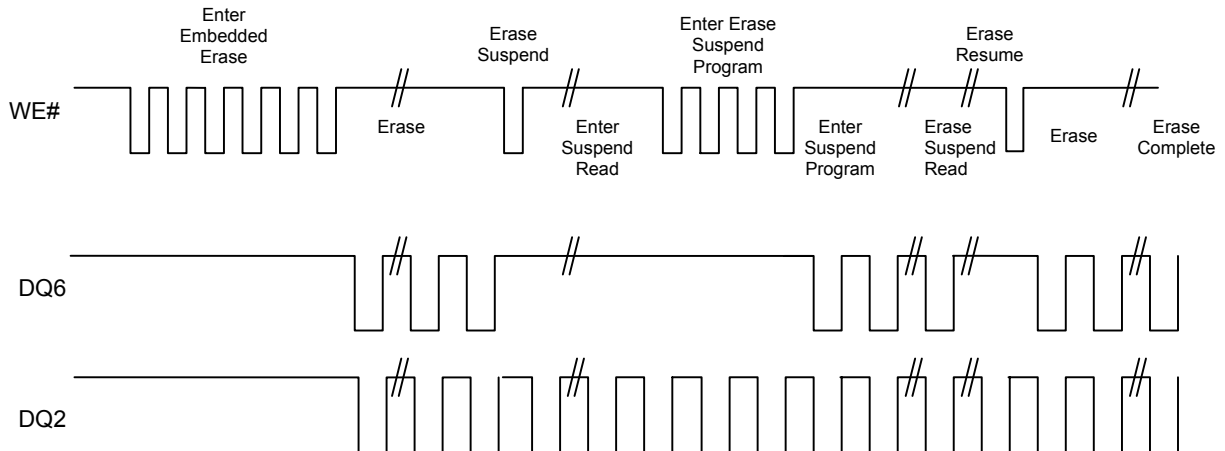 Enter
Embedded
Erase
Erase
Suspend
Enter Erase
Suspend
Program
Erase
Resume
WE#
Erase
Enter
Suspend
Read
Enter
Suspend
Program
Erase
Suspend
Read
Erase
Erase
Complete
DQ6
DQ2